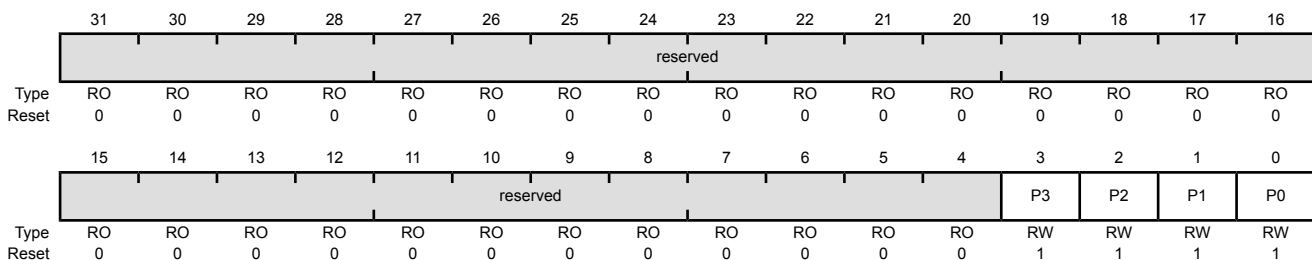 31 30 29 28 27 26 25 24 23 22 21 20 19 18 17 16
reserved
Type RO RO RO RO RO RO RO RO RO RO RO RO RO RO RO RO
Reset 0 0 0 0 0 0 0 0 0 0 0 0 0 0 0 0
15 14 13 12 11 10 9 8 7 6 5 4 3 2 1 0
reserved P3 P2 P1 P0
Type RO RO RO RO RO RO RO RO RO RO RO RO RW RW RW RW
Reset 0 0 0 0 0 0 0 0 0 0 0 0 1 1 1 1